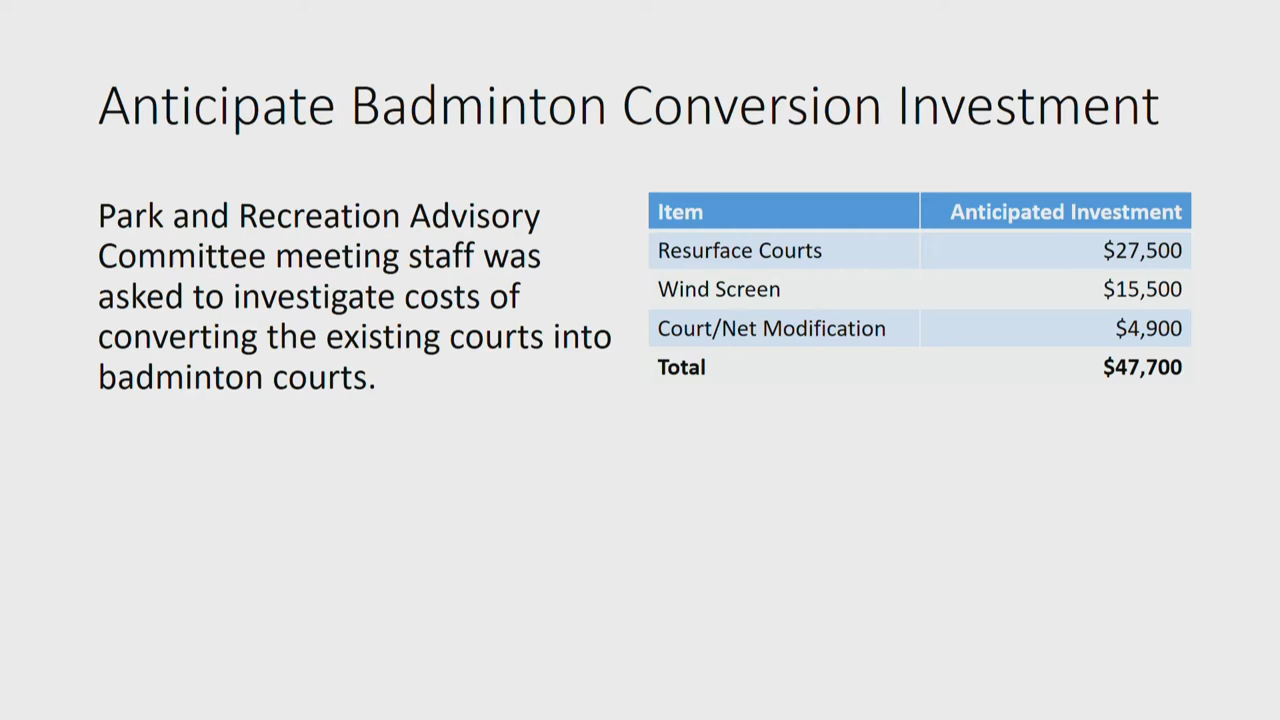 Anticipate Badminton Conversion Investment
Park and Recreation Advisory
Committee meeting staff was
asked to investigate costs of
converting the existing courts into
badminton courts.
Item Anticipated Investment
Resurface Courts $27,500
Wind Screen $15,500
Court/Net Modification $4,900
Total $47,700